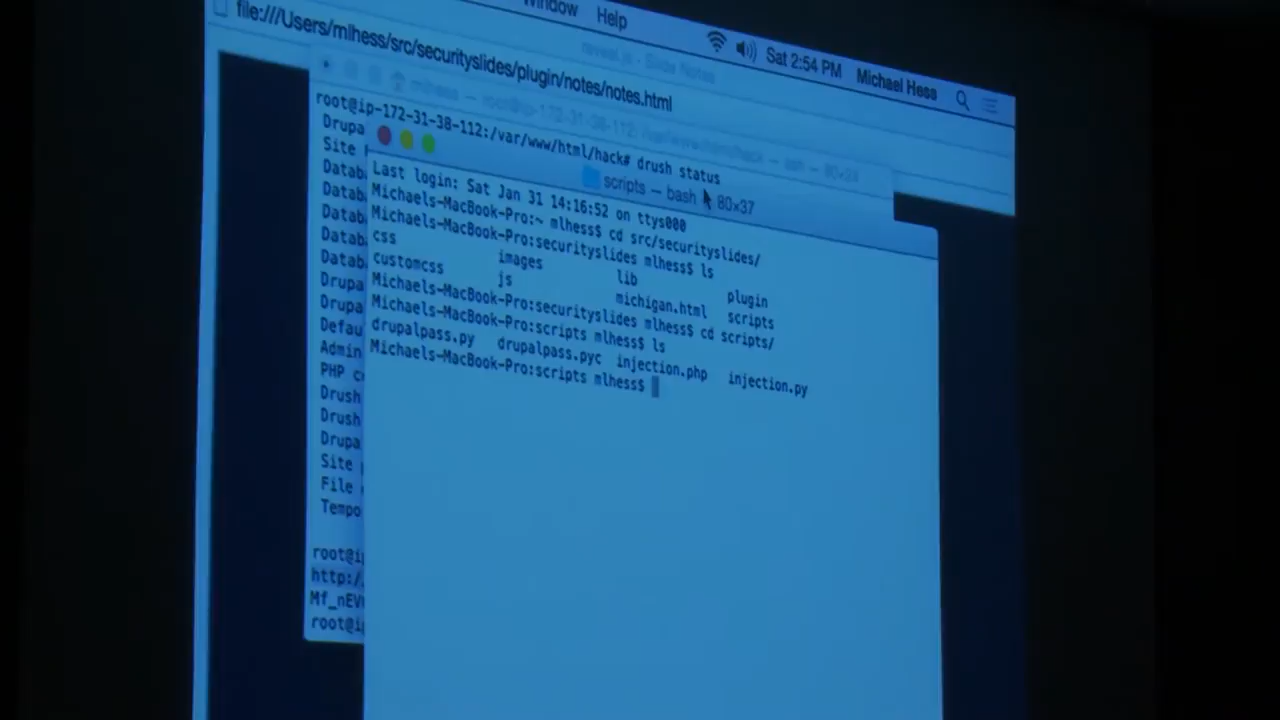 Window Help
Sat 2:54 PM Michael Hess
file:///Users/mlhess/src/securityslides/plugin/notes/notes.html
reveal.js - Slide Notes
root@ip-172-31-38-112:/var/www/html/hack# drush status
Drupa
Site
Datab
Datab
Datab
Datab
Datab
Drupa
Drupa
Defau
Admin
PHP c
Drush
Drush
Drupa
Site
File
Tempo
root@i
http:/
Mf_nEV
root@i
scripts — bash — 80×37
Last login: Sat Jan 31 14:16:52 on ttys000
Michaels-MacBook-Pro:~ mlhess$ cd src/securityslides/
Michaels-MacBook-Pro:securityslides mlhess$ ls
css images lib plugin
customcss js michigan.html scripts
Michaels-MacBook-Pro:securityslides mlhess$ cd scripts/
Michaels-MacBook-Pro:scripts mlhess$ ls
drupalpass.py drupalpass.pyc injection.php injection.py
Michaels-MacBook-Pro:scripts mlhess$